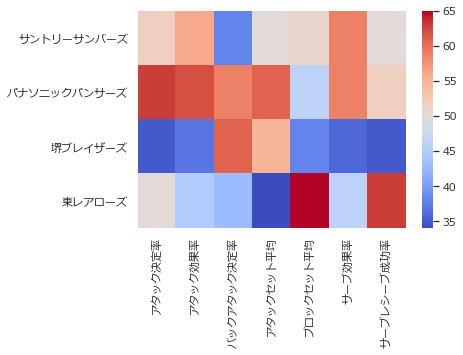 サントリーサンバーズ
パナソニックパンサーズ
堺ブレイザーズ
東レアローズ
アタック決定率
アタック効果率
バックアタック決定率
アタックセット平均
ブロックセット平均
サーブ効果率
サーブレシーブ成功率
65
60
55
50
45
40
35